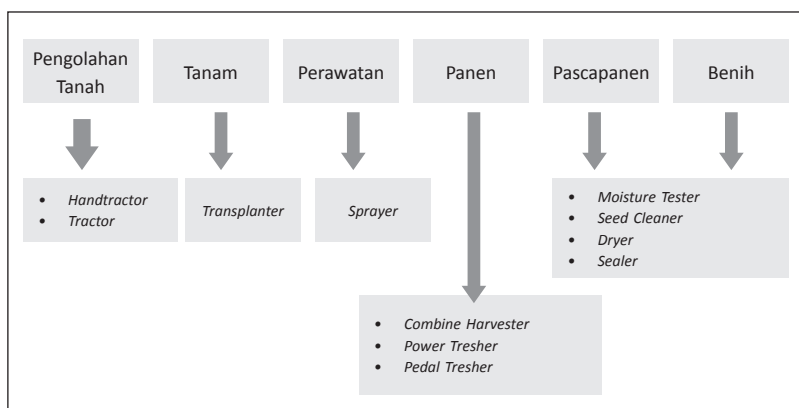 Pengolahan
Tanah
Tanam
Perawatan
Panen
Pascapanen
Benih
• Handtractor
• Tractor
Transplanter
Sprayer
• Moisture Tester
• Seed Cleaner
• Dryer
• Sealer
• Combine Harvester
• Power Tresher
• Pedal Tresher